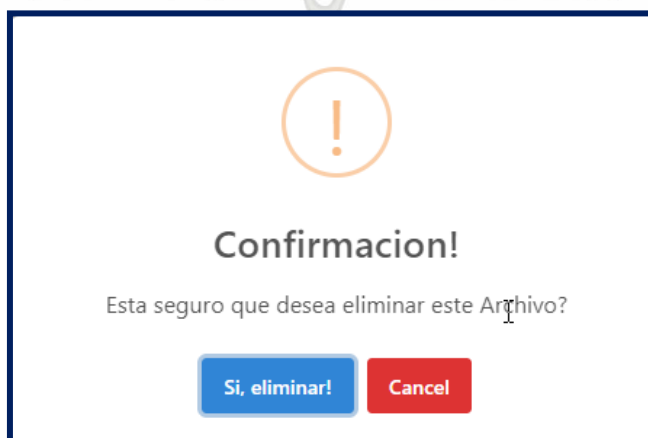 Confirmacion!
Esta seguro que desea eliminar este Archivo?
Si, eliminar!
Cancel